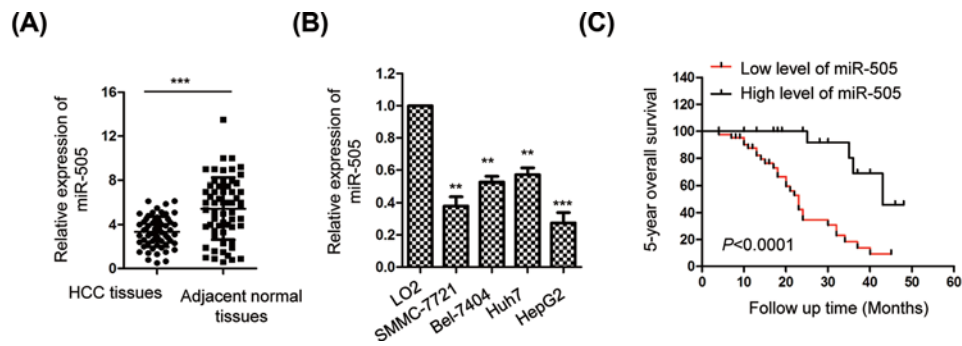 (A)
Relative expression of
miR-505
***
16
12
8
4
0
HCC tissues
Adjacent normal
tissues
(B)
Relative expression of
miR-505
1.2
1.0
0.8
0.6
0.4
0.2
0.0
**
**
**
***
LO2
SMMC-7721
Bel-7404
Huh7
HepG2
(C)
Low level of miR-505
High level of miR-505
5-year overall survival
140
120
100
80
60
40
20
0
P<0.0001
0
10
20
30
40
50
60
Follow up time (Months)